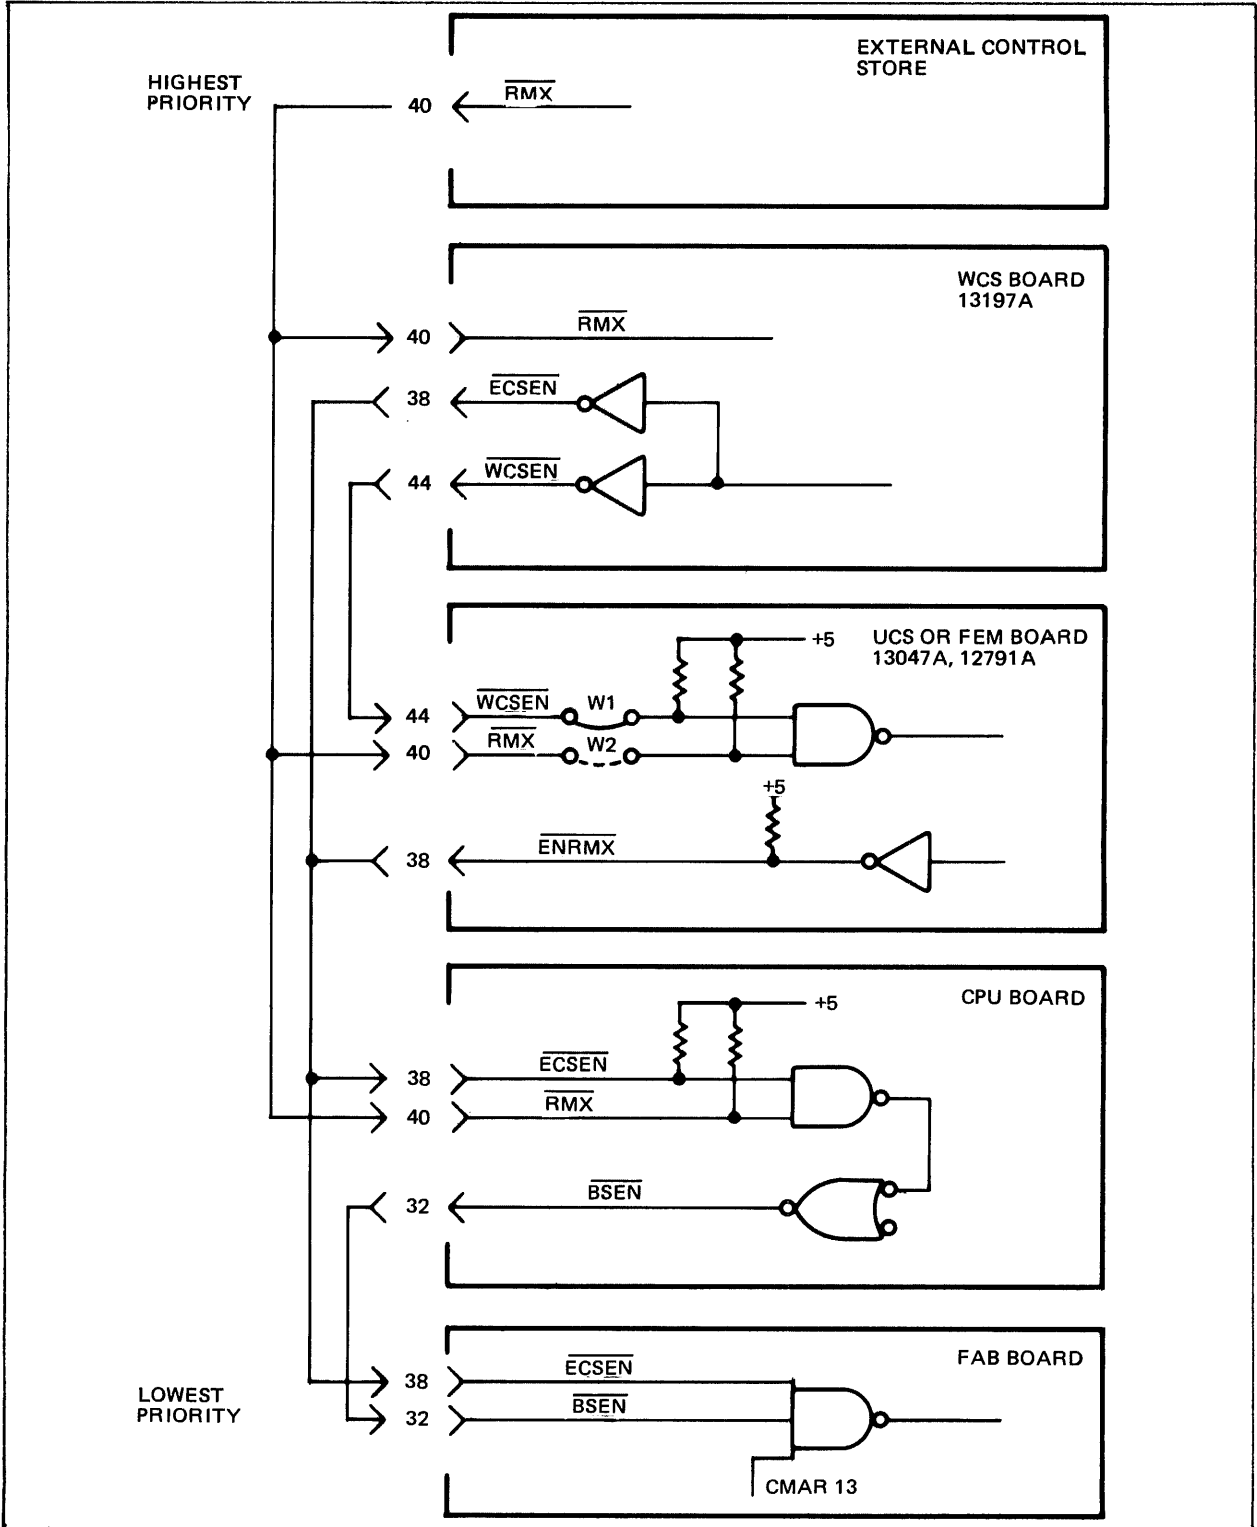 EXTERNAL CONTROL
STORE
HIGHEST
PRIORITY
40
RMX
WCS BOARD
13197A
40
RMX
38
ECSEN
44
WCSEN
+5
UCS OR FEM BOARD
13047A, 12791A
44
WCSEN
W1
40
RMX
W2
+5
38
ENRMX
CPU BOARD
+5
38
ECSEN
40
RMX
32
BSEN
FAB BOARD
38
ECSEN
LOWEST
PRIORITY
32
BSEN
CMAR 13